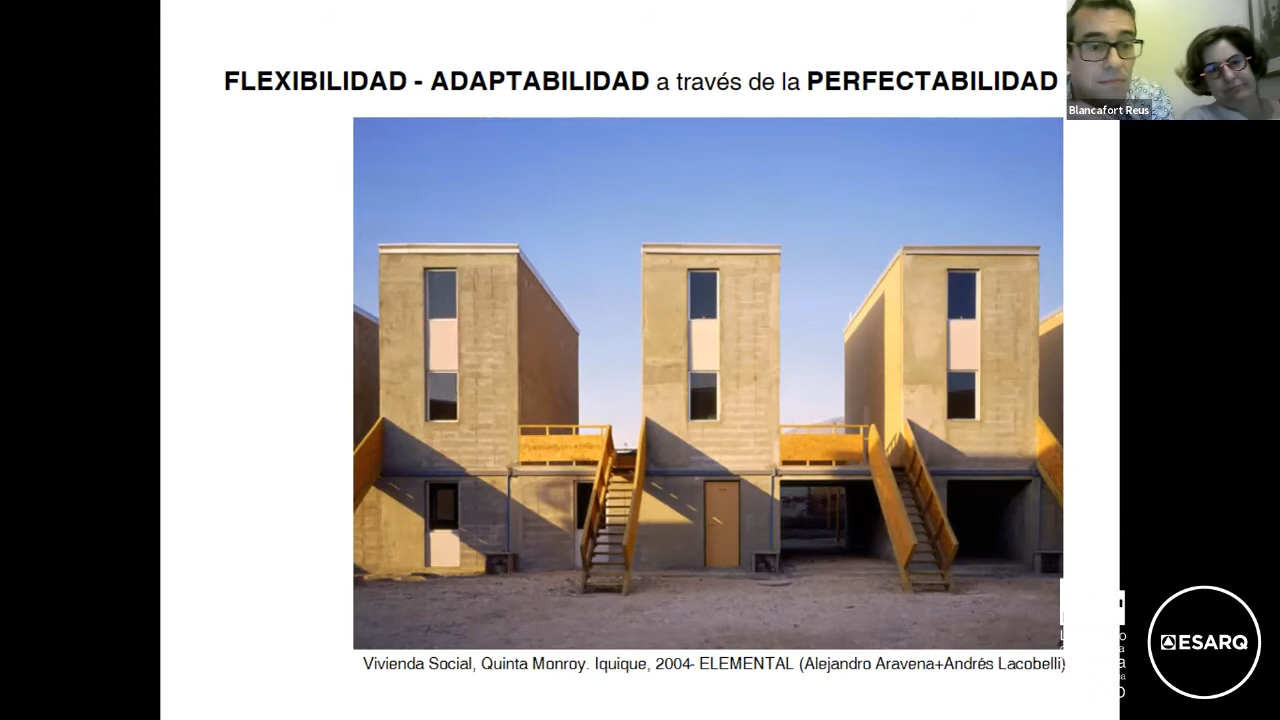 FLEXIBILIDAD - ADAPTABILIDAD a través de la PERFECTABILIDAD
Blancafort Reus
Vivienda Social, Quinta Monroy. Iquique, 2004- ELEMENTAL (Alejandro Aravena+Andrés Lacobelli)
ESARQ